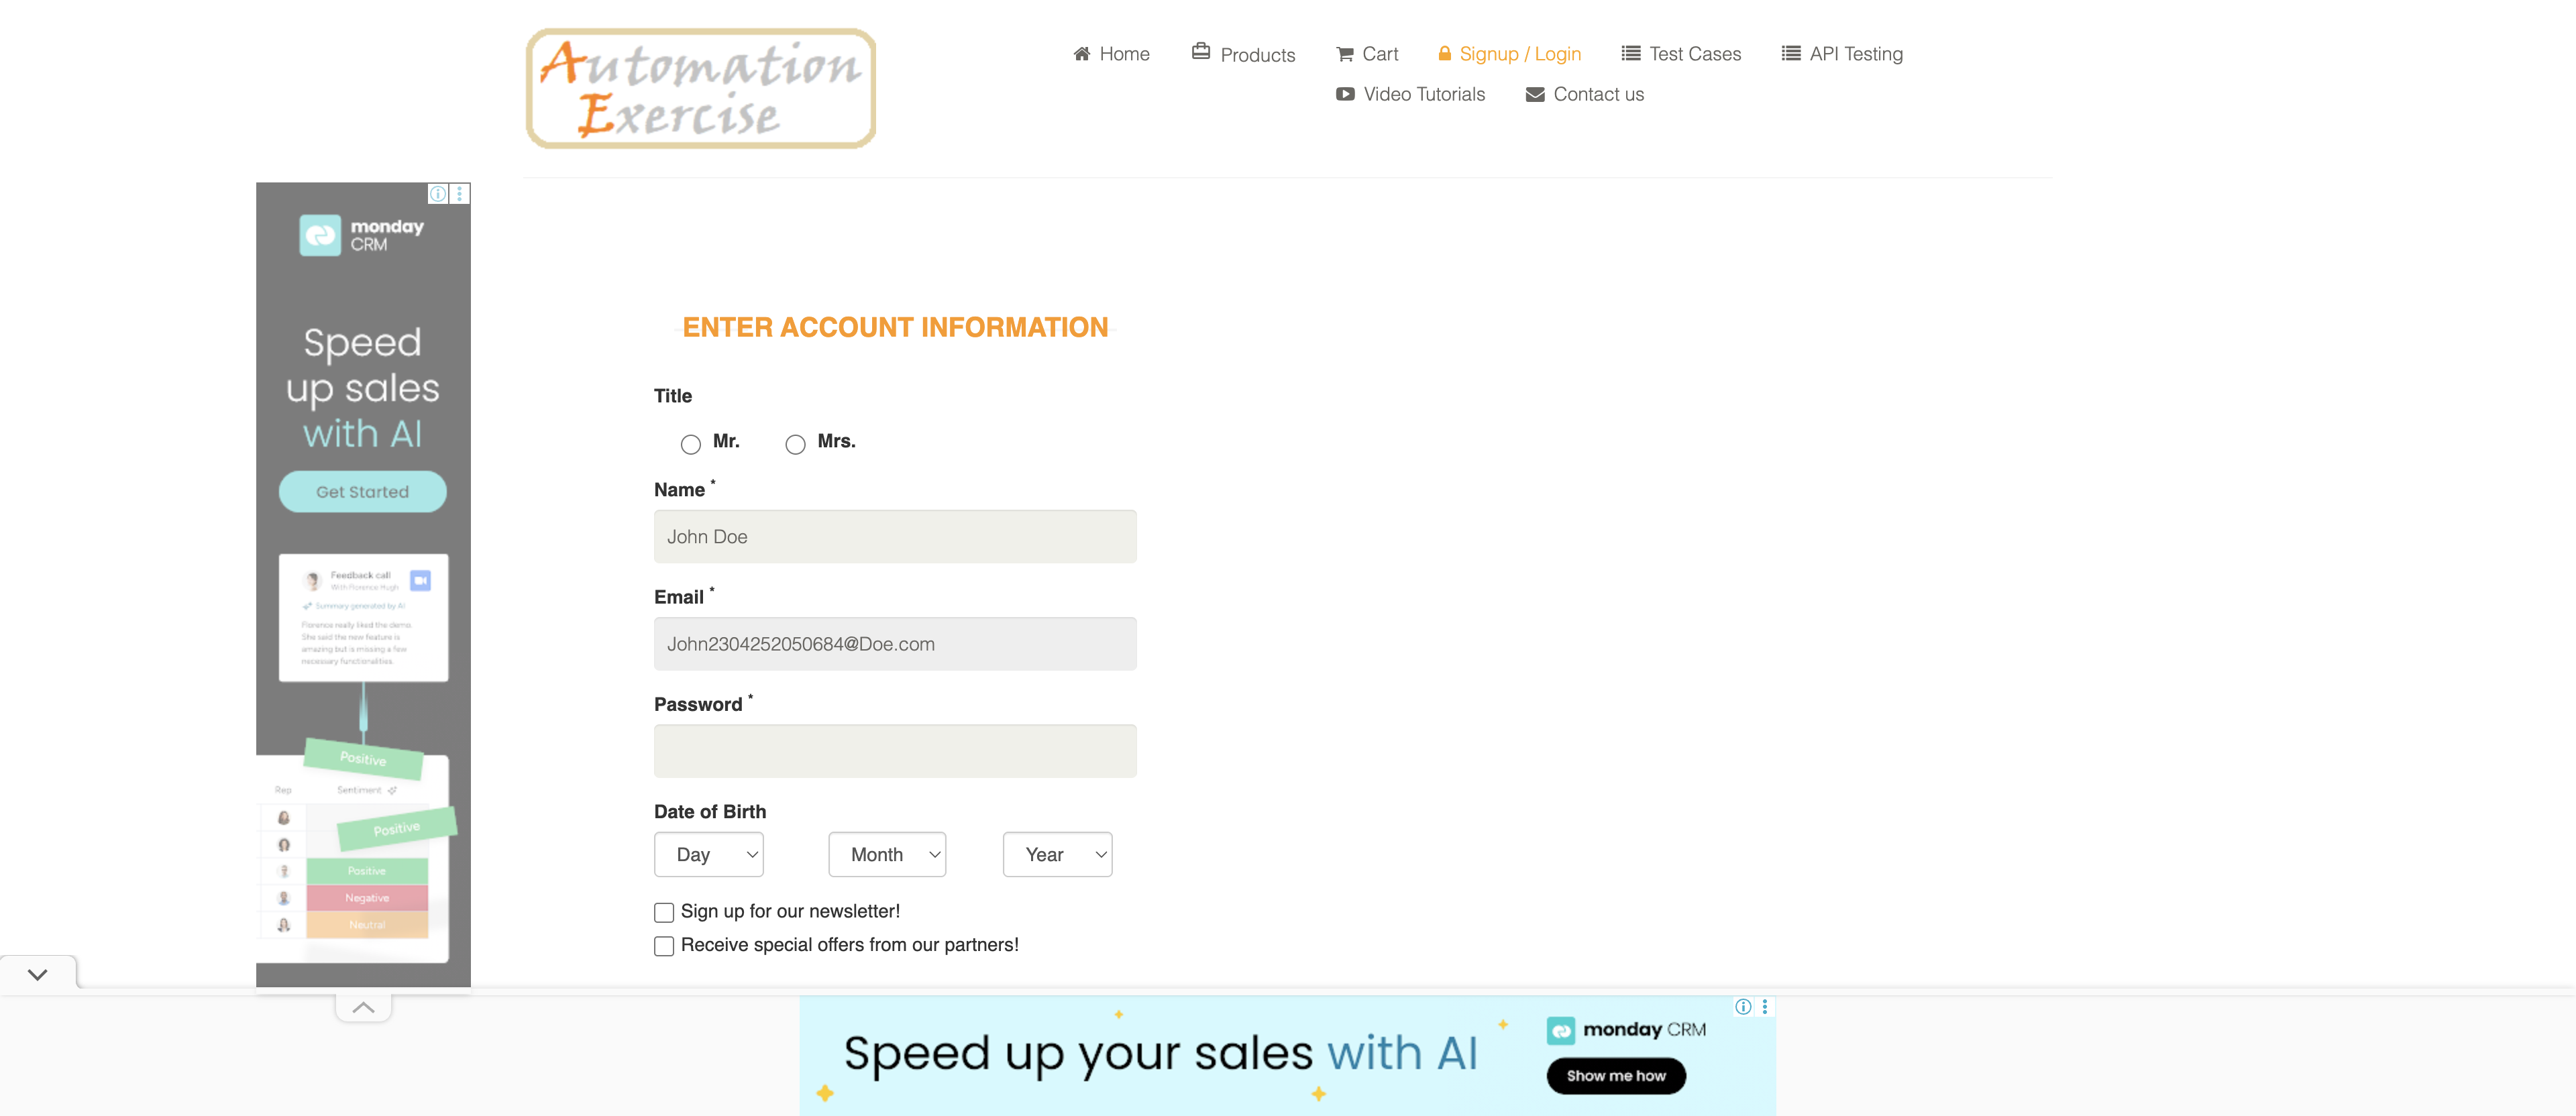 Automation
Exercise
Home
Products
Cart
Signup / Login
Test Cases
API Testing
Video Tutorials
Contact us
monday
CRM
Speed
up sales
with AI
Get Started
Feedback call
With Florence Hugh
Summary generated by AI
Florence really liked the demo.
She said the new feature is
amazing but is missing a few
necessary functionalities.
Positive
Rep Sentiment
Positive
Positive
Negative
Neutral
ENTER ACCOUNT INFORMATION
Title
Mr. Mrs.
Name *
John Doe
Email *
John2304252050684@Doe.com
Password *
Date of Birth
Day Month Year
Sign up for our newsletter!
Receive special offers from our partners!
Speed up your sales with AI
monday CRM
Show me how